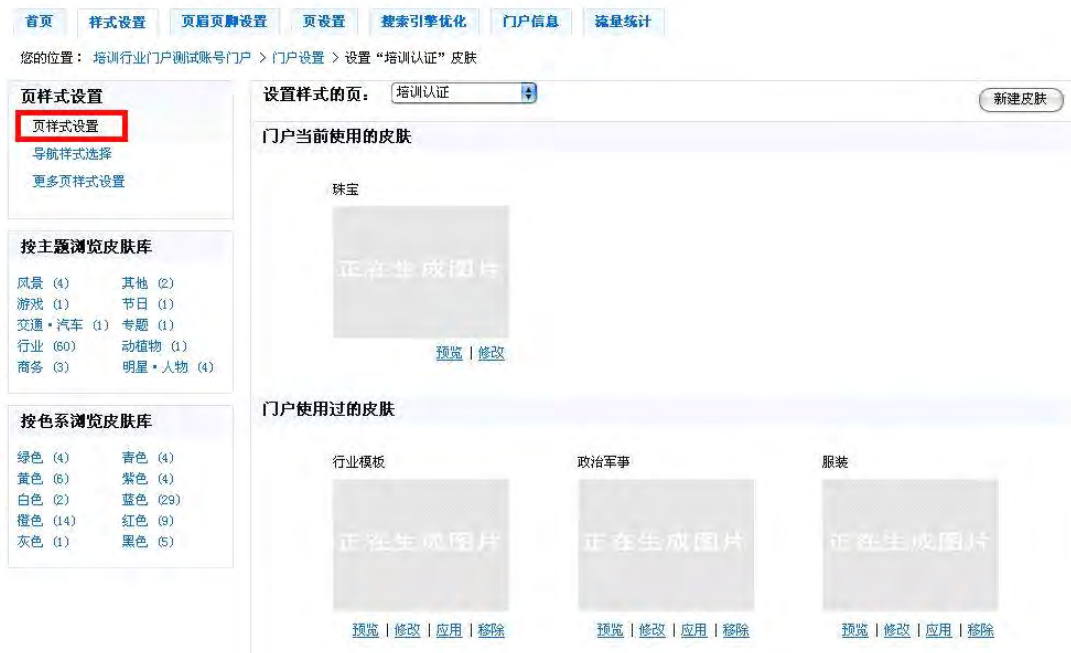 首页 样式设置 页眉页脚设置 页设置 搜索引擎优化 门户信息 流量统计
您的位置： 培训行业门户测试账号门户 > 门户设置 > 设置“培训认证”皮肤
页样式设置
页样式设置
导航样式选择
更多页样式设置
按主题浏览皮肤库
风景 (4) 其他 (2)
游戏 (1) 节日 (1)
交通·汽车 (1) 专题 (1)
行业 (60) 动植物 (1)
商务 (3) 明星·人物 (4)
按色系浏览皮肤库
绿色 (4) 青色 (4)
黄色 (6) 紫色 (4)
白色 (2) 蓝色 (29)
橙色 (14) 红色 (9)
灰色 (1) 黑色 (5)
设置样式的页： 培训认证 新建皮肤
门户当前使用的皮肤
珠宝
正在生成图片
预览 | 修改
门户使用过的皮肤
行业模板 政治军事 服装
正在生成图片 正在生成图片 正在生成图片
预览 | 修改 | 应用 | 移除 预览 | 修改 | 应用 | 移除 预览 | 修改 | 应用 | 移除